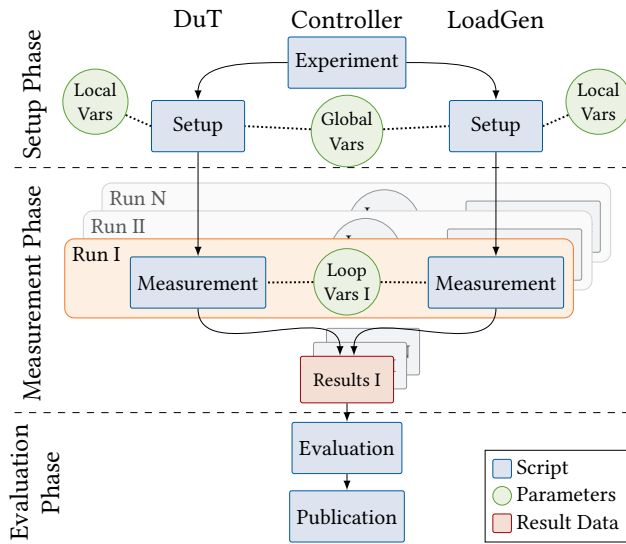 DuT
Controller
LoadGen
Setup Phase
Experiment
Local
Vars
Setup
Global
Vars
Setup
Local
Vars
Measurement Phase
Run N
Run II
Run I
Measurement
Loop
Vars I
Measurement
Results I
Evaluation
Phase
Evaluation
Publication
Script
Parameters
Result Data